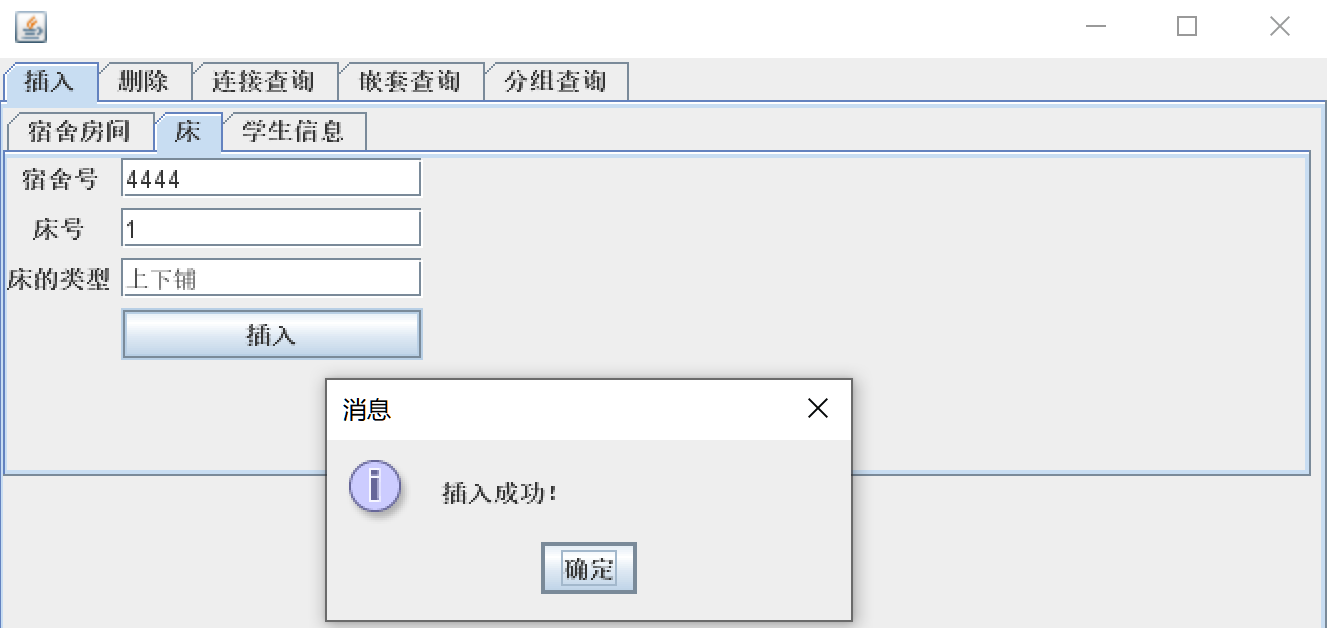 插入 删除 连接查询 嵌套查询 分组查询
宿舍房间 床 学生信息
宿舍号 4444
床号 1
床的类型 上下铺
插入
消息
插入成功!
确定